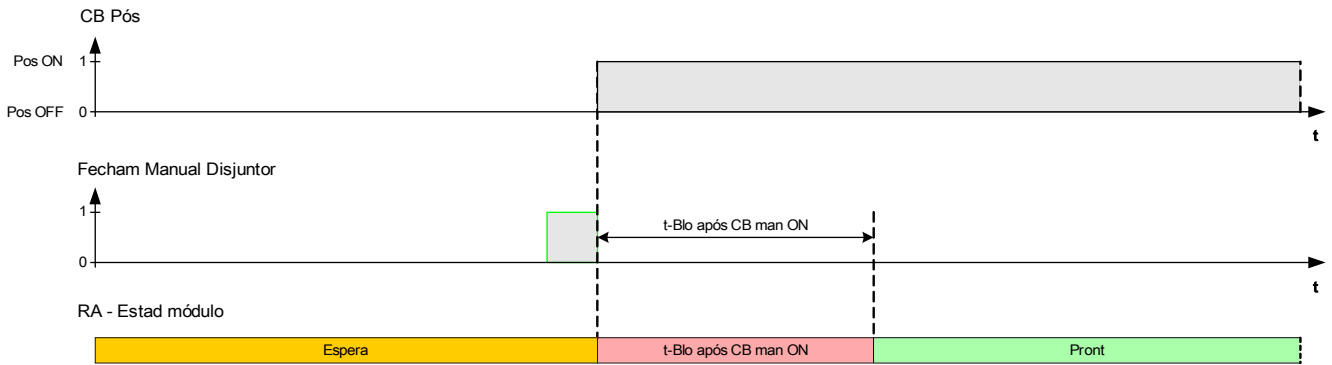 CB Pós
Pos ON 1
Pos OFF 0
t
Fecham Manual Disjuntor
1
t-Blo após CB man ON
0
t
RA - Estad módulo
Espera t-Blo após CB man ON Pront